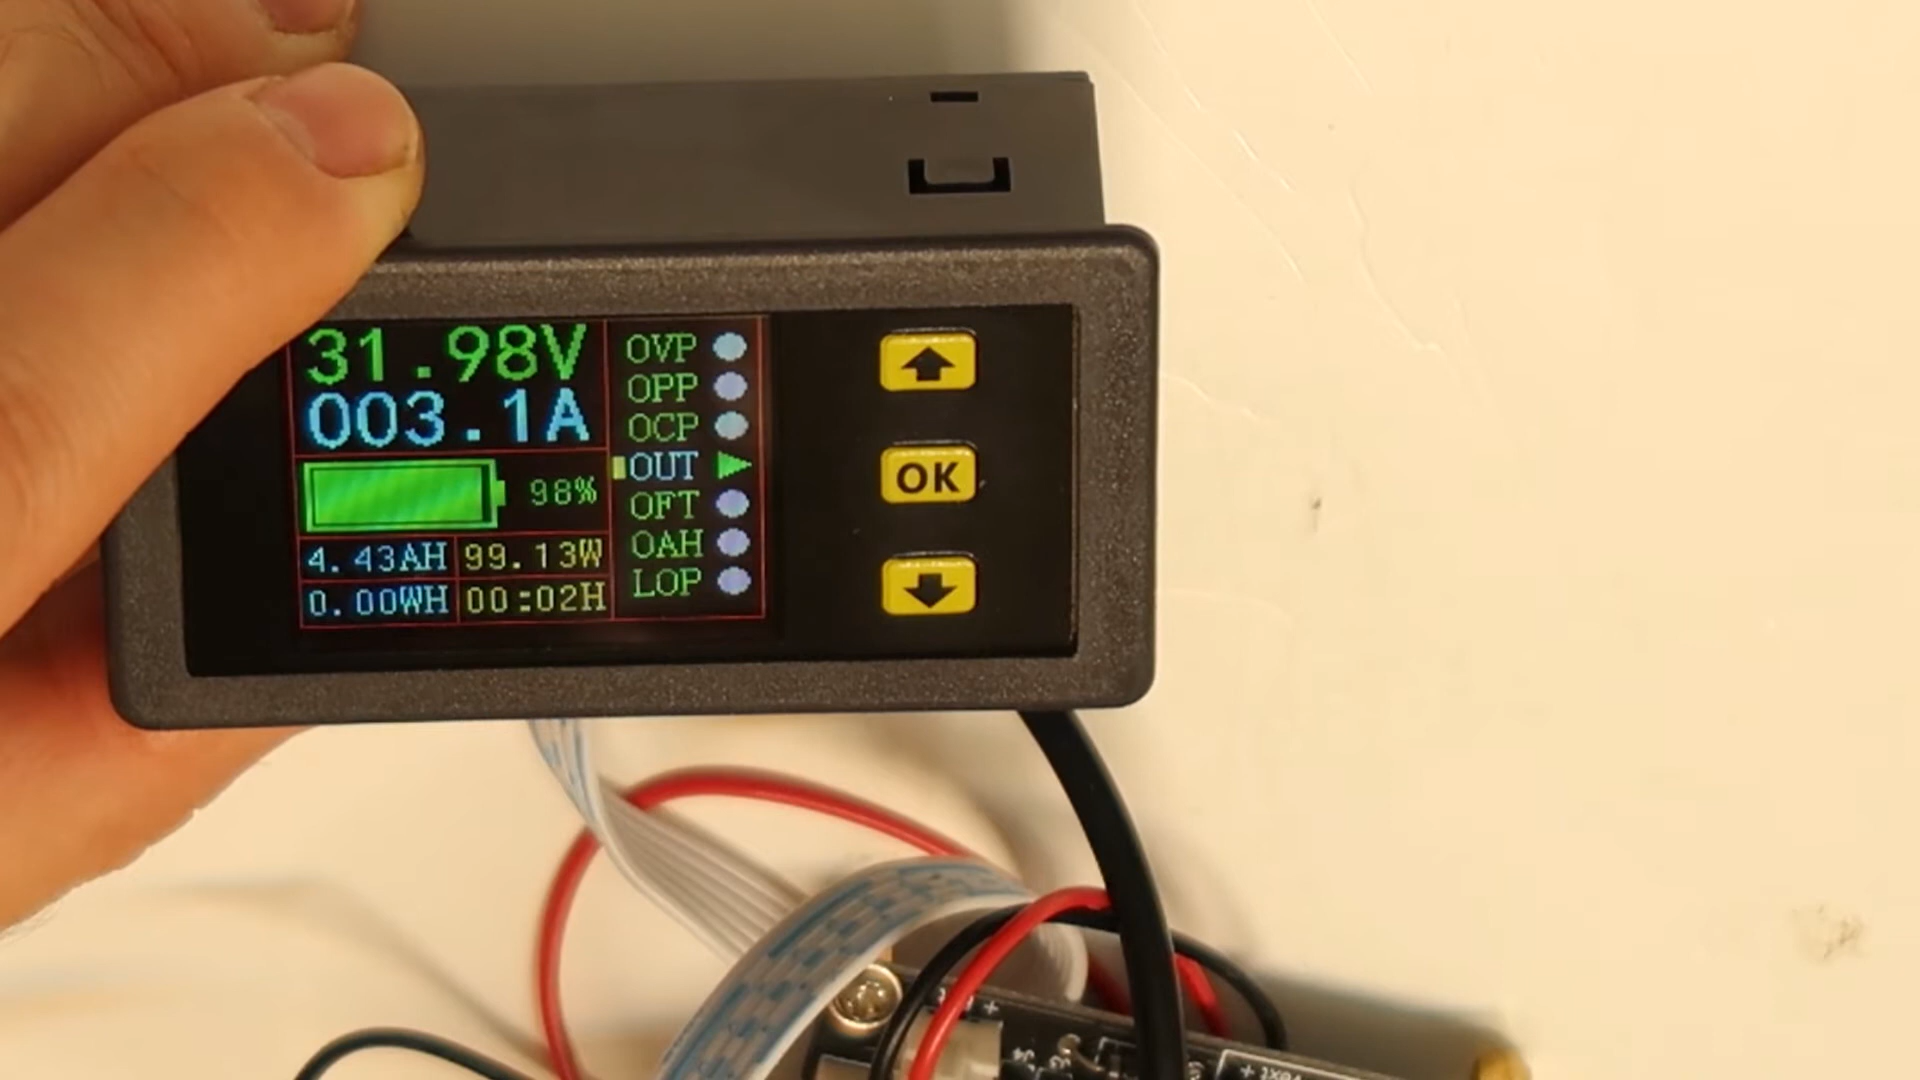 31.98V
003.1A
98%
4.43AH 99.13W
0.00WH 00:02H
OVP
OPP
OCP
OUT
OFT
OAH
LOP
OK